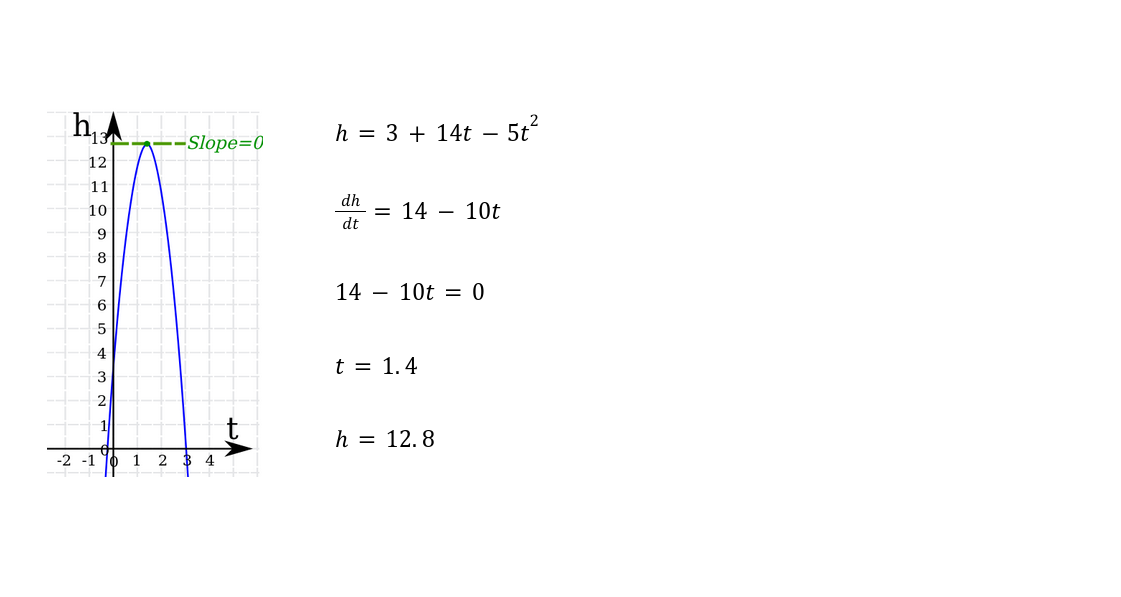 h
13
Slope=0
12
11
10
9
8
7
6
5
4
3
2
1
t
0
-2 -1 0 1 2 3 4
h = 3 + 14t − 5t²
dh/dt = 14 − 10t
14 − 10t = 0
t = 1.4
h = 12.8